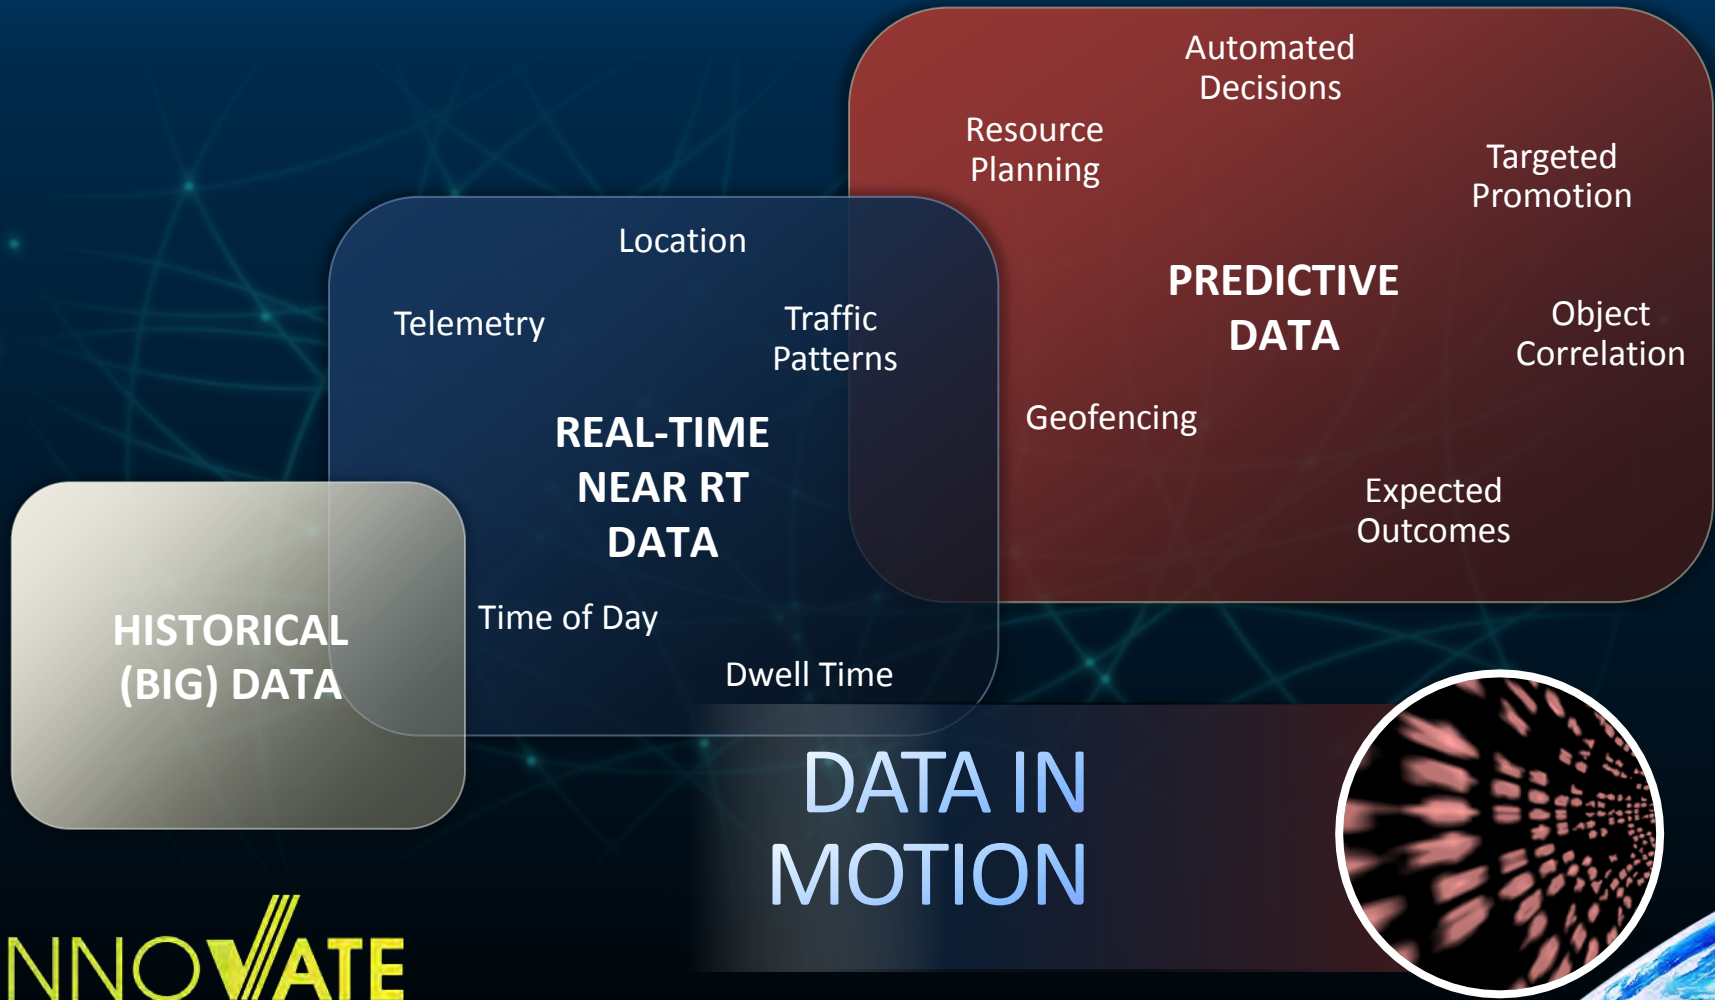 Automated
Decisions
Resource
Planning
Targeted
Promotion
PREDICTIVE
DATA
Object
Correlation
Geofencing
Expected
Outcomes
Location
Telemetry
Traffic
Patterns
REAL-TIME
NEAR RT
DATA
Time of Day
Dwell Time
HISTORICAL
(BIG) DATA
DATA IN
MOTION
NNOVATE